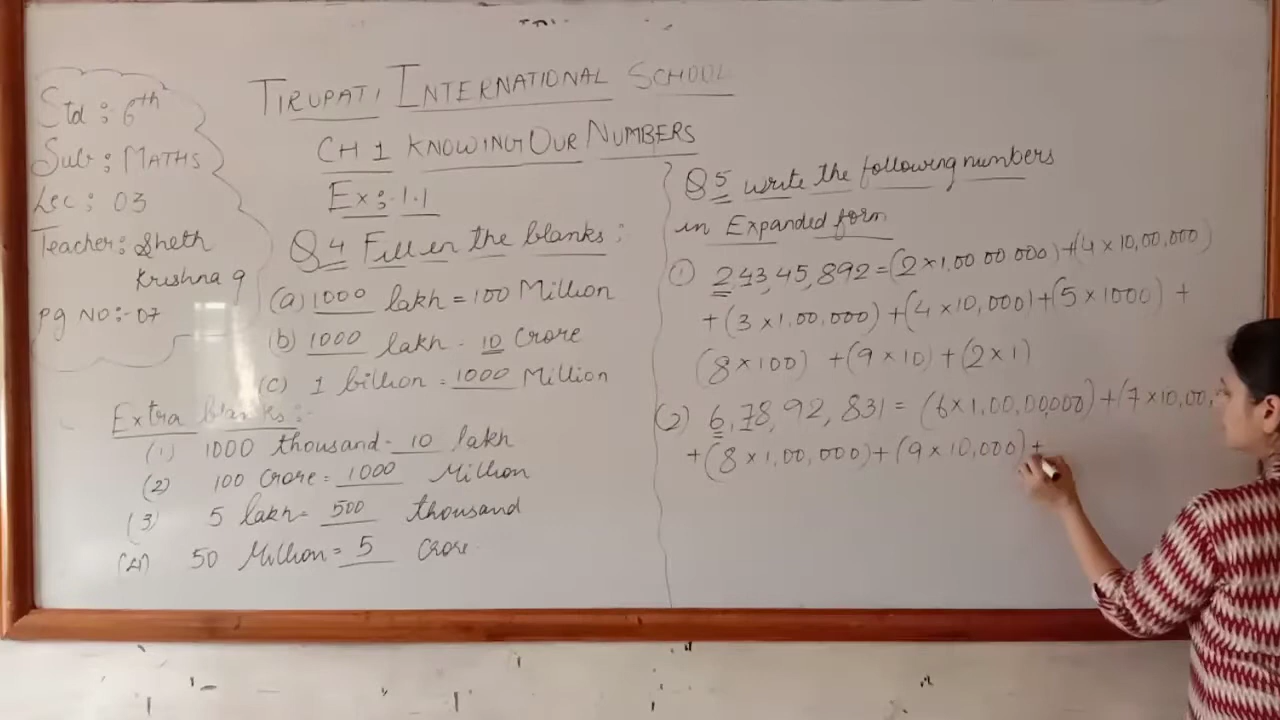 TIRUPATI INTERNATIONAL SCHOOL
CH 1 KNOWING OUR NUMBERS
Ex:-1.1
Std : 6th
Sub : MATHS
Lec : 03
Teacher: Sheth
Krishna g
Pg NO:-07
Q 4 Fill in the blanks :
(a) 1000 lakh = 100 Million
(b) 1000 lakh - 10 Crore
(c) 1 billion = 1000 Million
Extra blanks:-
(1) 1000 thousand- 10 lakh
(2) 100 Crore = 1000 Million
(3) 5 lakh= 500 thousand
(4) 50 Million = 5 Crore
Q 5 write the following numbers
in Expanded form
① 2,43,45,892=(2×1,00 00 000)+(4×10,00,000)
+(3×1,00,000)+(4×10,000)+(5×1000) +
(8×100) +(9×10)+(2×1)
(2) 6,78,92,831= (6×1,00,00,000)+(7×10,00,
+(8×1,00,000)+(9×10,000)+